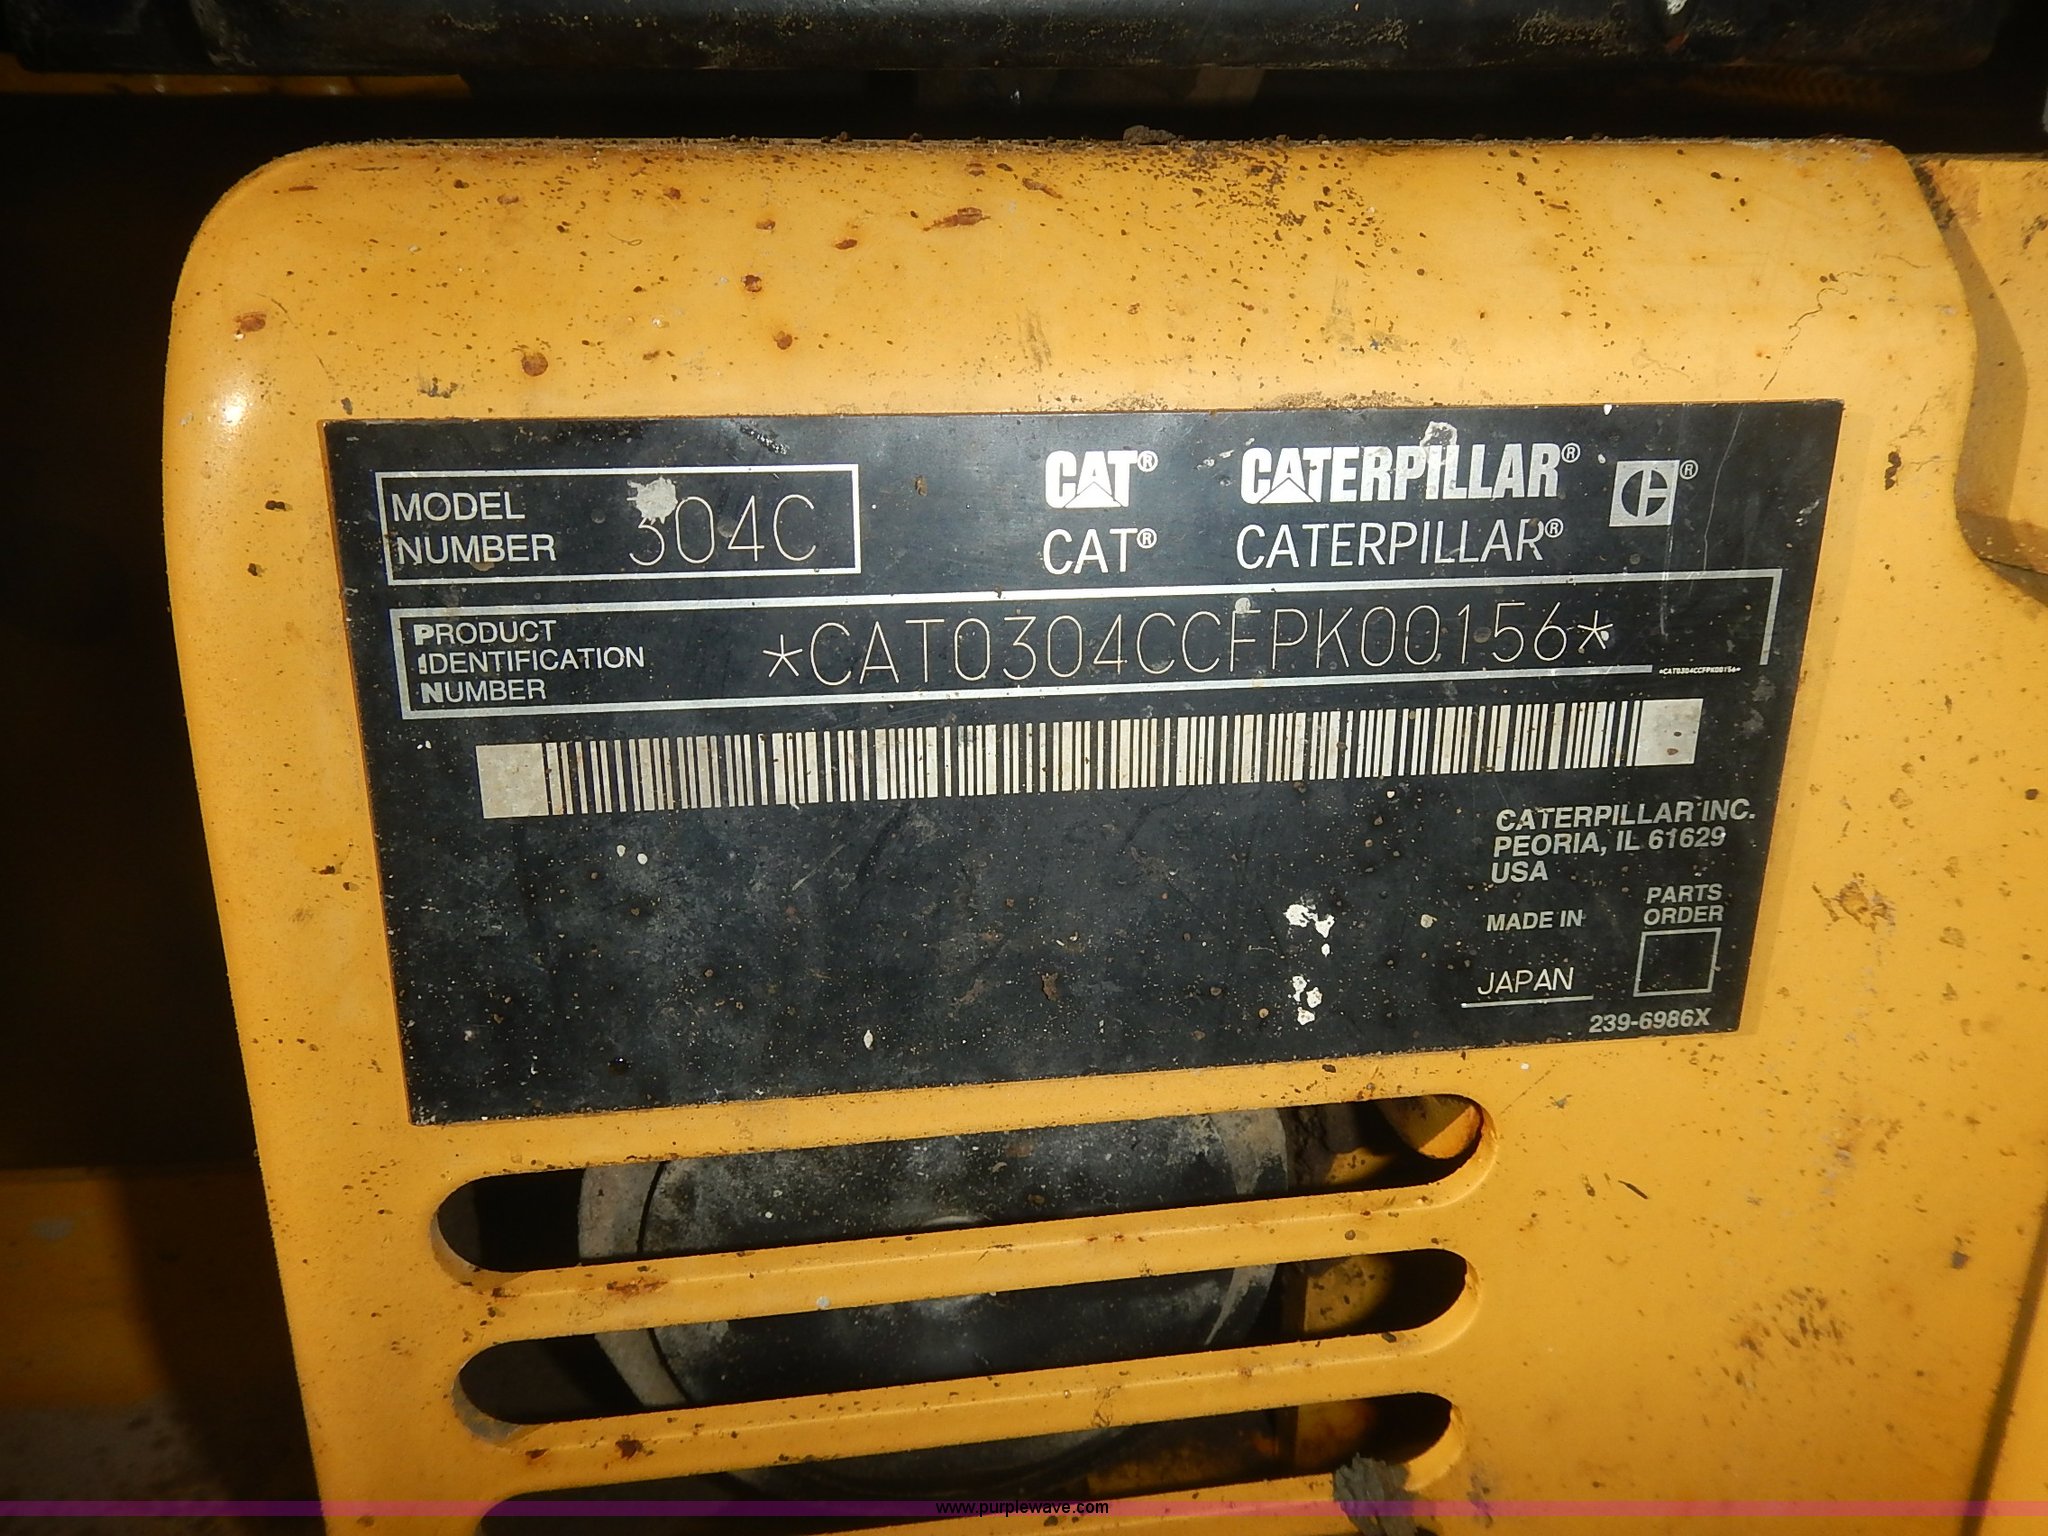 MODEL
NUMBER 304C
CAT® CATERPILLAR® ®
CAT® CATERPILLAR®
PRODUCT
IDENTIFICATION
NUMBER
*CAT0304CCFPK00156*
*CAT0304CCFPK00156*
CATERPILLAR INC.
PEORIA, IL 61629
USA
MADE IN
JAPAN
PARTS
ORDER
239-6986X
www.purplewave.com